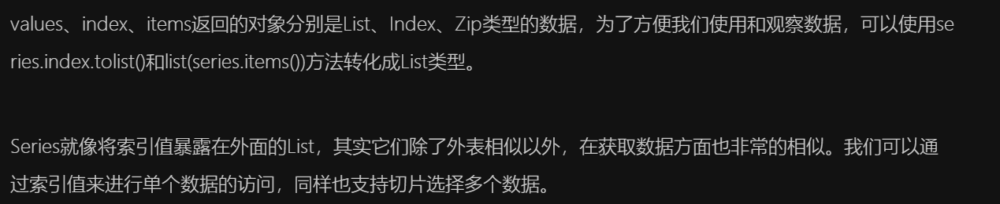 values、index、items返回的对象分别是List、Index、Zip类型的数据，为了方便我们使用和观察数据，可以使用se
ries.index.tolist()和list(series.items())方法转化成List类型。
Series就像将索引值暴露在外面的List，其实它们除了外表相似以外，在获取数据方面也非常的相似。我们可以通
过索引值来进行单个数据的访问，同样也支持切片选择多个数据。